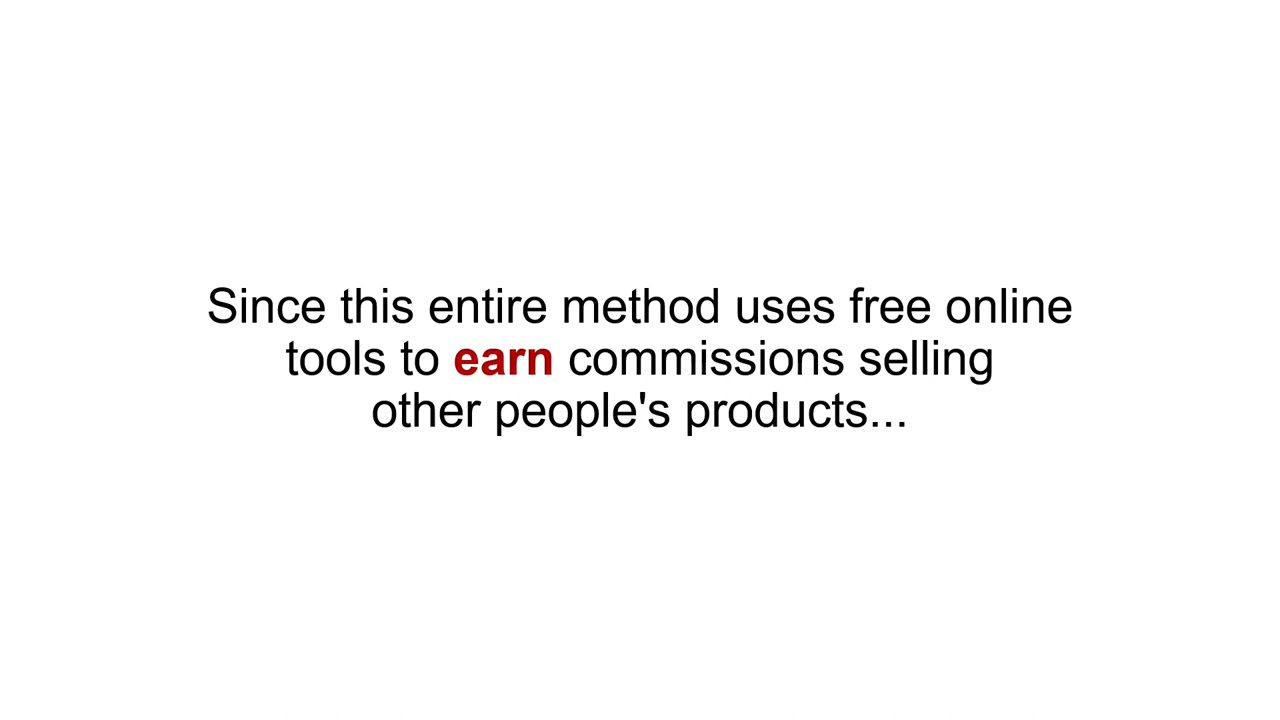 Since this entire method uses free online
tools to earn commissions selling
other people's products...